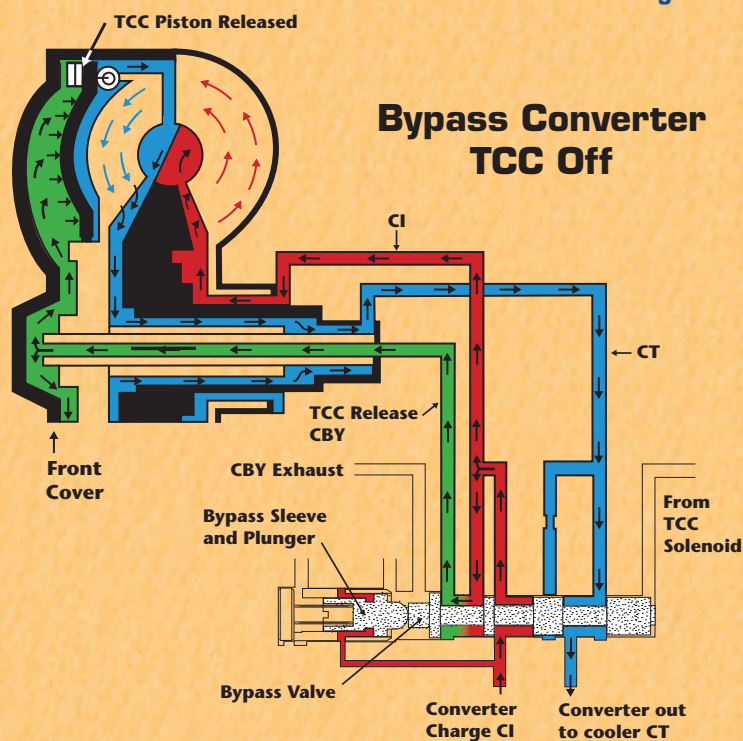 TCC Piston Released
Bypass Converter
TCC Off
CI
CT
TCC Release
CBY
Front
Cover
CBY Exhaust
From
TCC
Solenoid
Bypass Sleeve
and Plunger
Bypass Valve
Converter
Charge CI
Converter out
to cooler CT